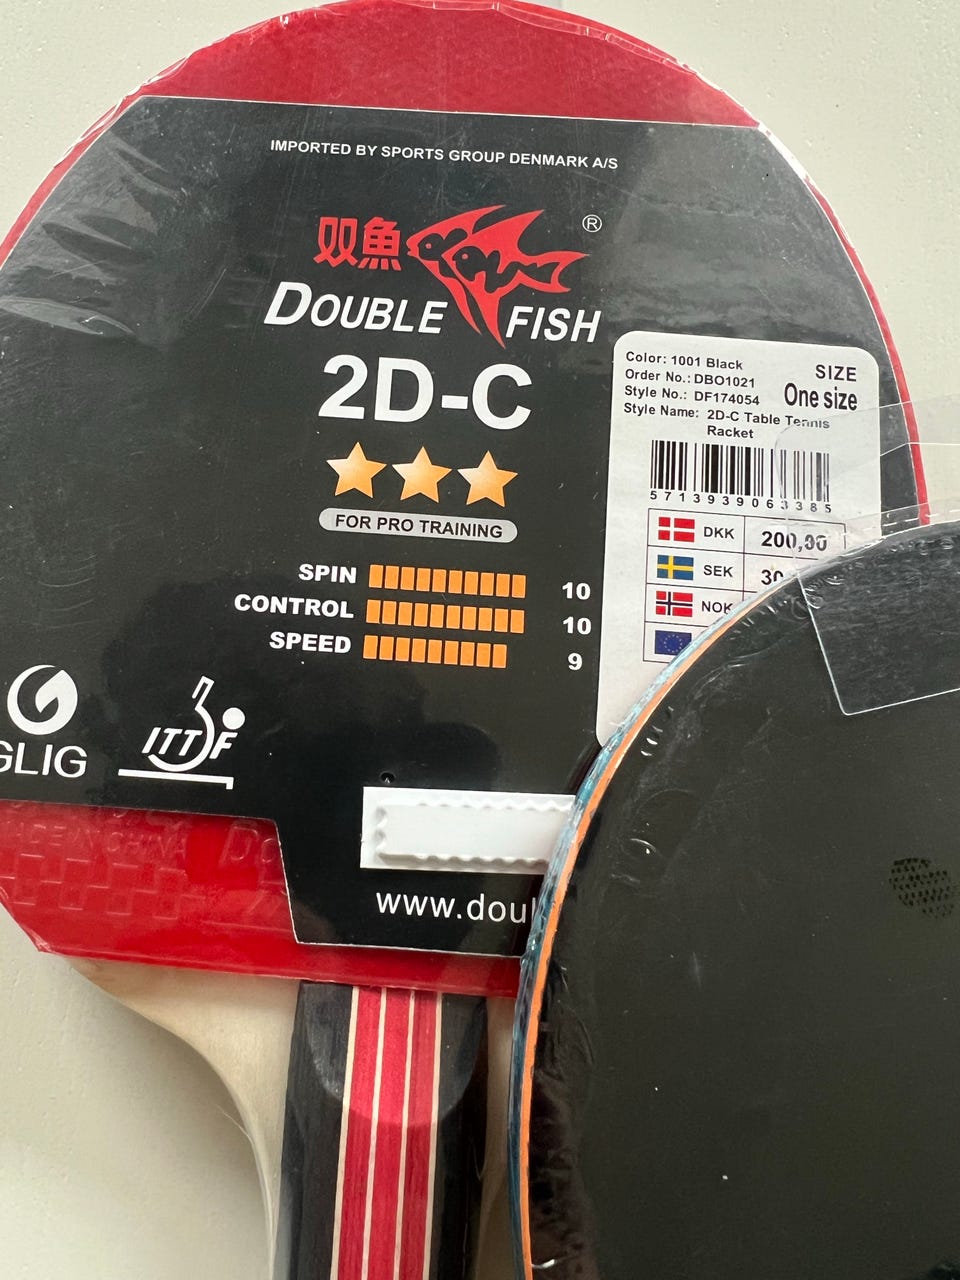 IMPORTED BY SPORTS GROUP DENMARK A/S
双魚
®
DOUBLE FISH
2D-C
FOR PRO TRAINING
SPIN 10
CONTROL 10
SPEED 9
Color: 1001 Black
Order No.: DBO1021
Style No.: DF174054
Style Name: 2D-C Table Tennis
Racket
SIZE
One size
5713939063385
DKK 200,00
SEK 30
NOK
GLIG
ITTF
www.doul